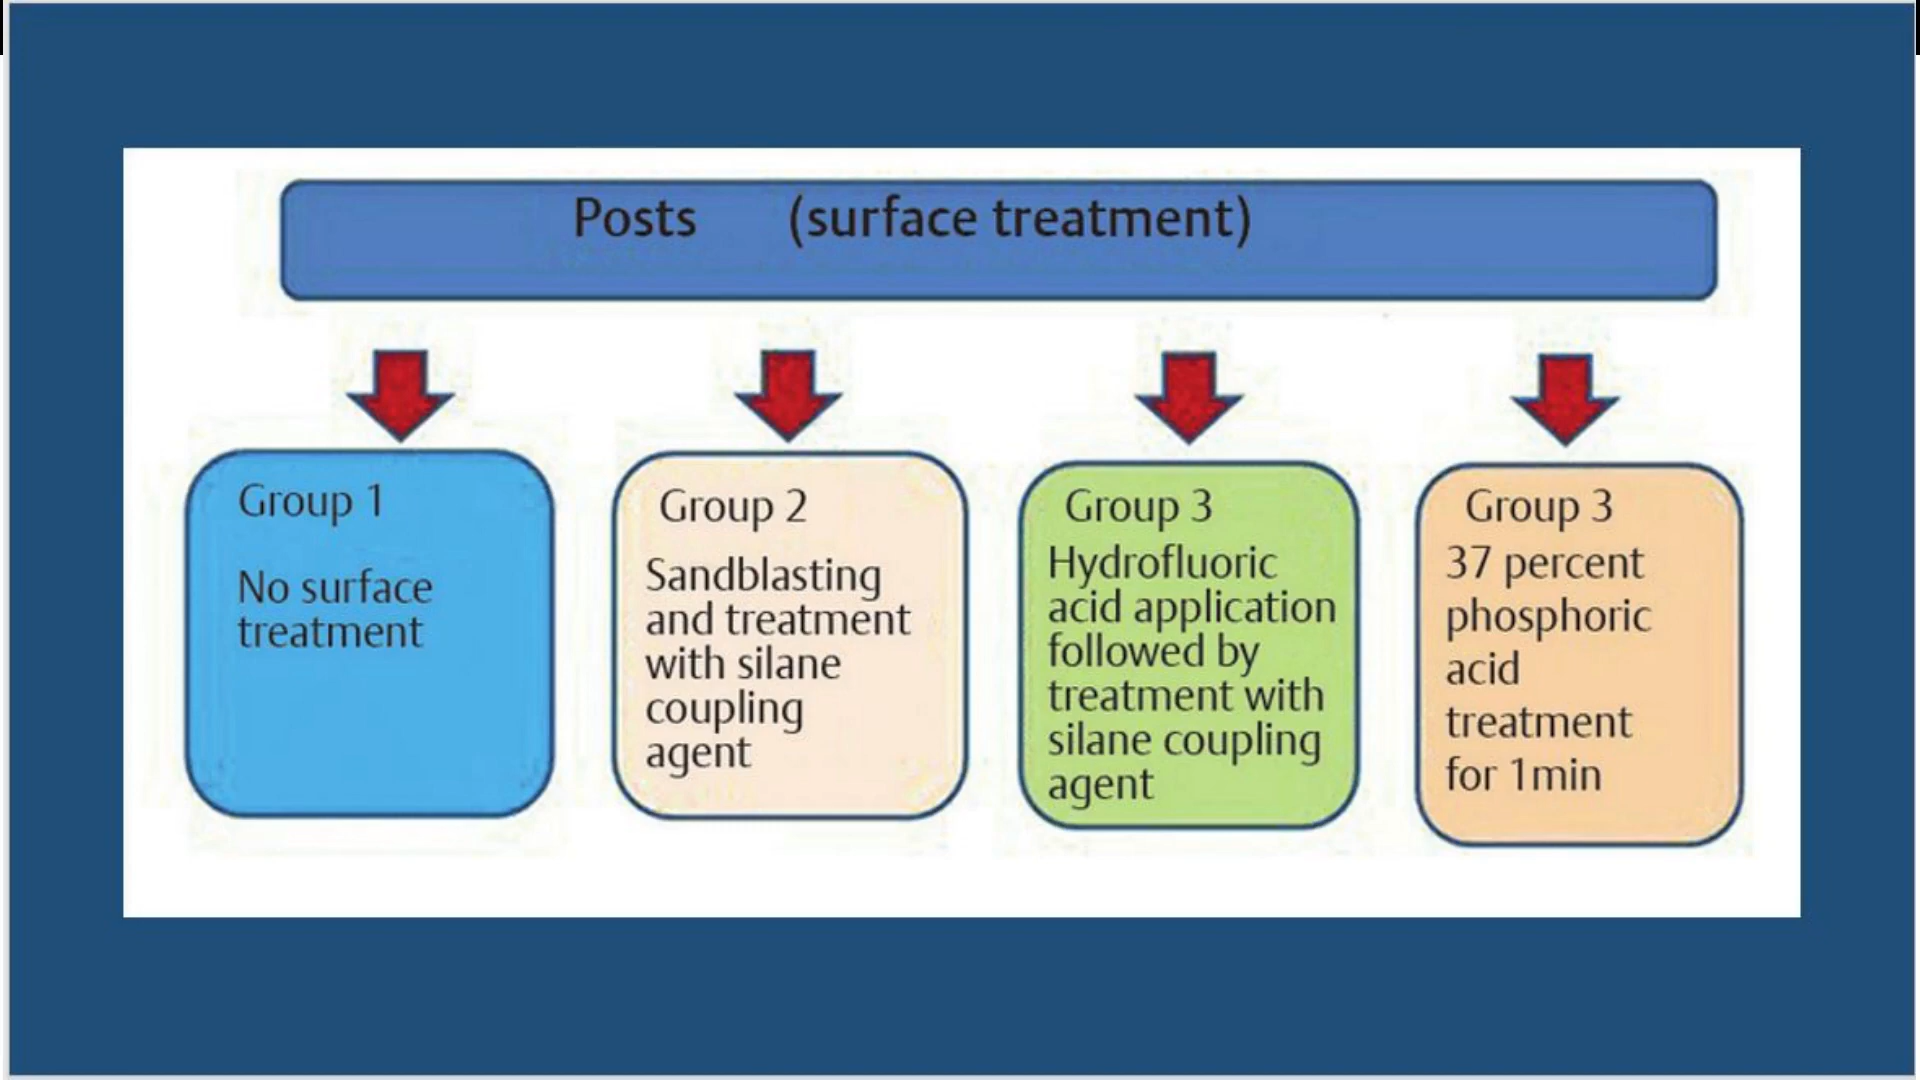 Posts (surface treatment)
Group 1
No surface
treatment
Group 2
Sandblasting
and treatment
with silane
coupling
agent
Group 3
Hydrofluoric
acid application
followed by
treatment with
silane coupling
agent
Group 3
37 percent
phosphoric
acid
treatment
for 1min